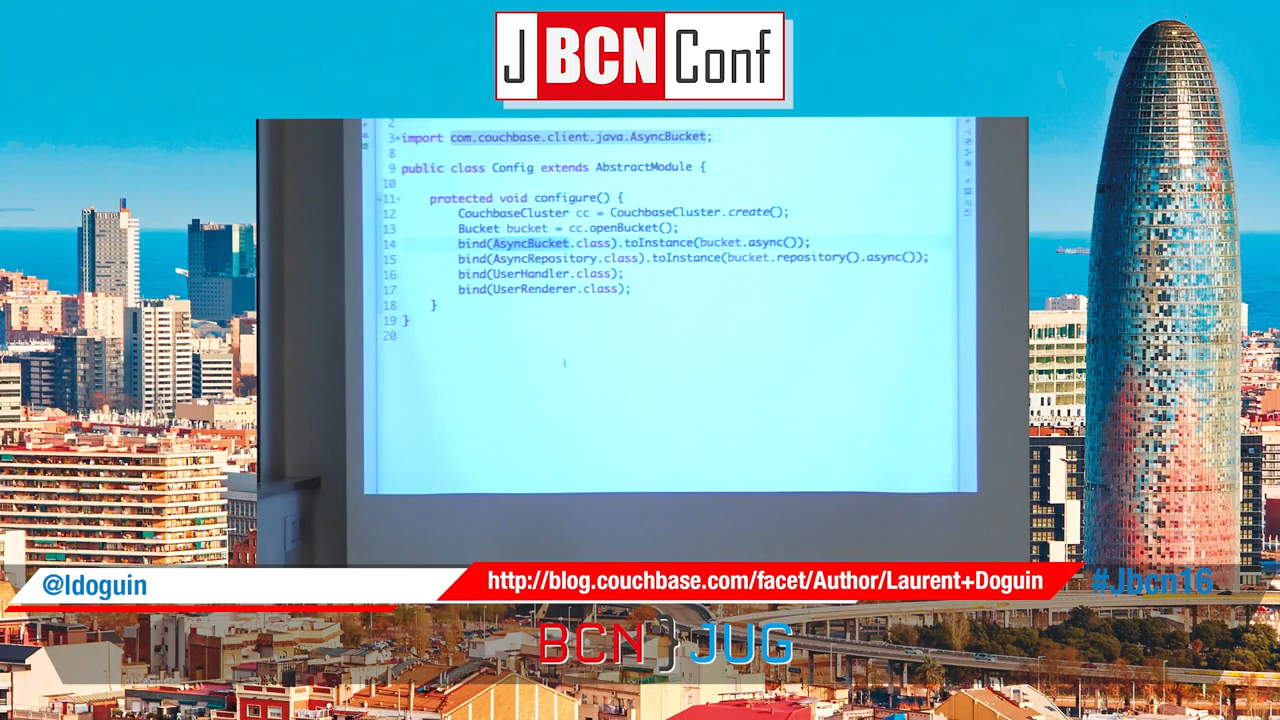 J BCN Conf
2
3 import com.couchbase.client.java.AsyncBucket;
8
9 public class Config extends AbstractModule {
10
11 protected void configure() {
12 CouchbaseCluster cc = CouchbaseCluster.create();
13 Bucket bucket = cc.openBucket();
14 bind(AsyncBucket.class).toInstance(bucket.async());
15 bind(AsyncRepository.class).toInstance(bucket.repository().async());
16 bind(UserHandler.class);
17 bind(UserRenderer.class);
18 }
19 }
20
@ldoguin
http://blog.couchbase.com/facet/Author/Laurent+Doguin
#Jbcn16
BCN}JUG